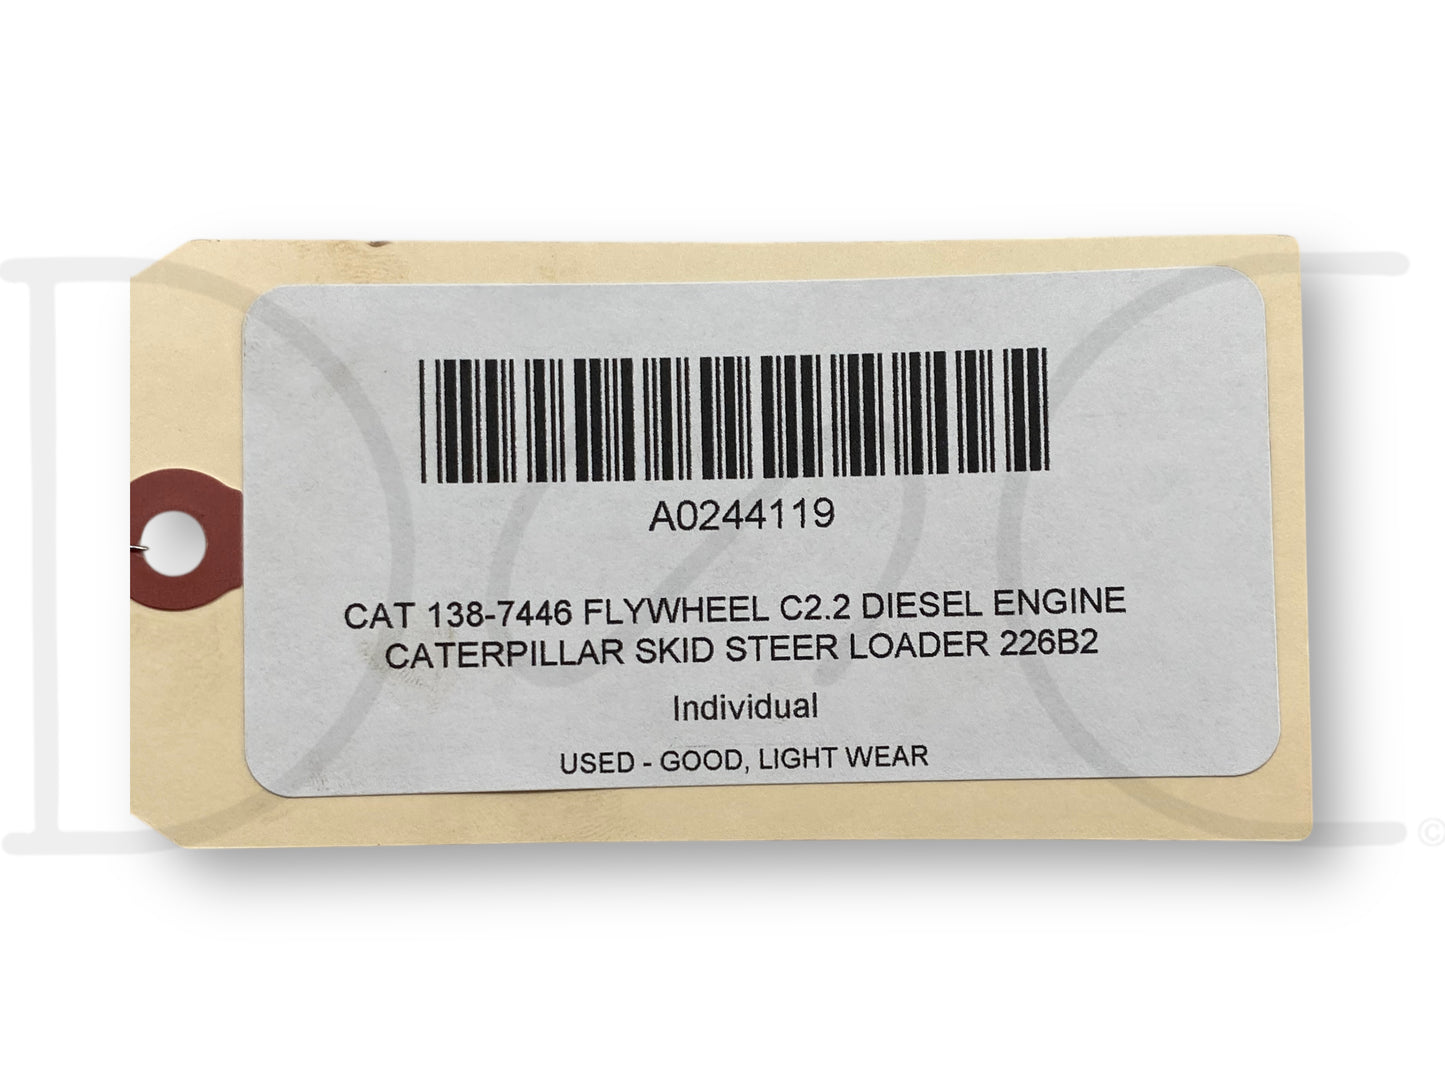 A0244119
CAT 138-7446 FLYWHEEL C2.2 DIESEL ENGINE
CATERPILLAR SKID STEER LOADER 226B2
Individual
USED - GOOD, LIGHT WEAR
©